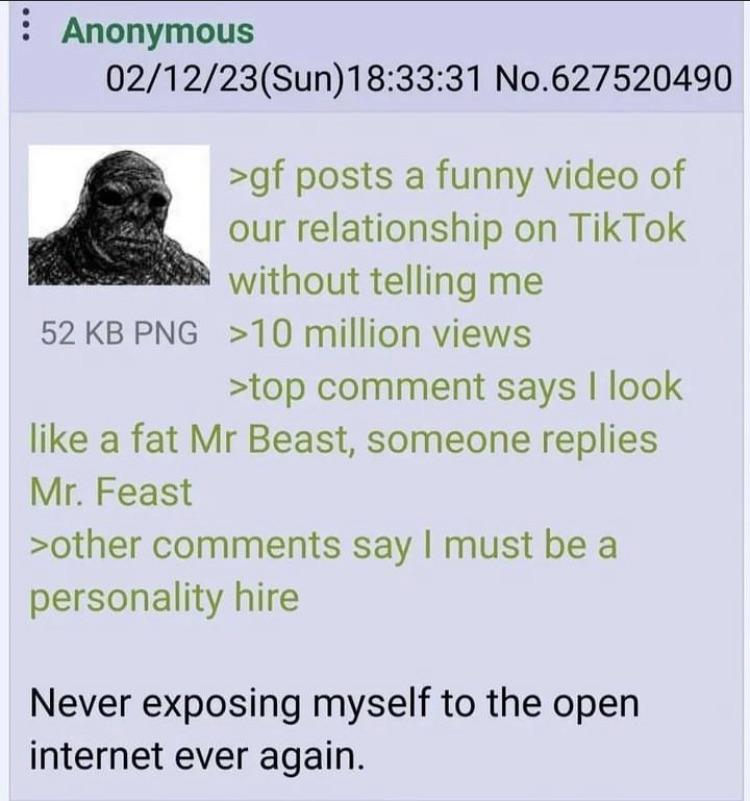 Anonymous
02/12/23(Sun)18:33:31 No.627520490
>gf posts a funny video of
our relationship on TikTok
without telling me
52 KB PNG >10 million views
>top comment says I look
like a fat Mr Beast, someone replies
Mr. Feast
>other comments say I must be a
personality hire
Never exposing myself to the open
internet ever again.